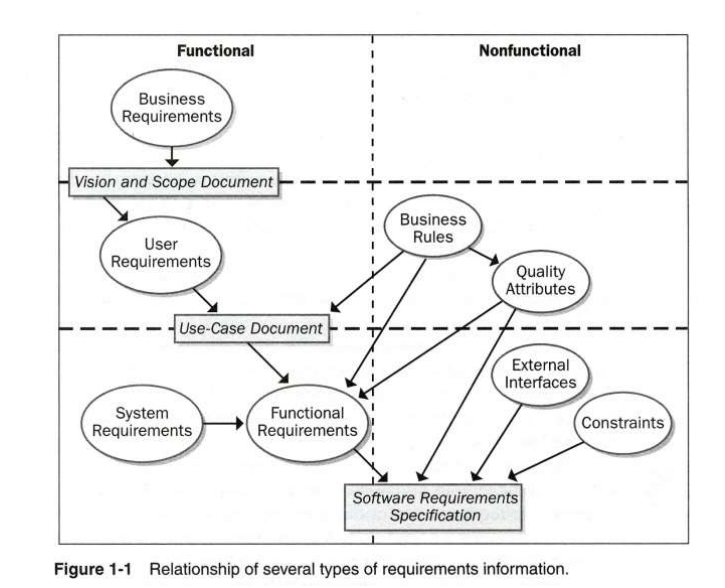 Functional
Nonfunctional
Business
Requirements
Vision and Scope Document
Business
Rules
User
Requirements
Quality
Attributes
Use-Case Document
External
Interfaces
System
Requirements
Functional
Requirements
Constraints
Software Requirements
Specification
Figure 1-1 Relationship of several types of requirements information.